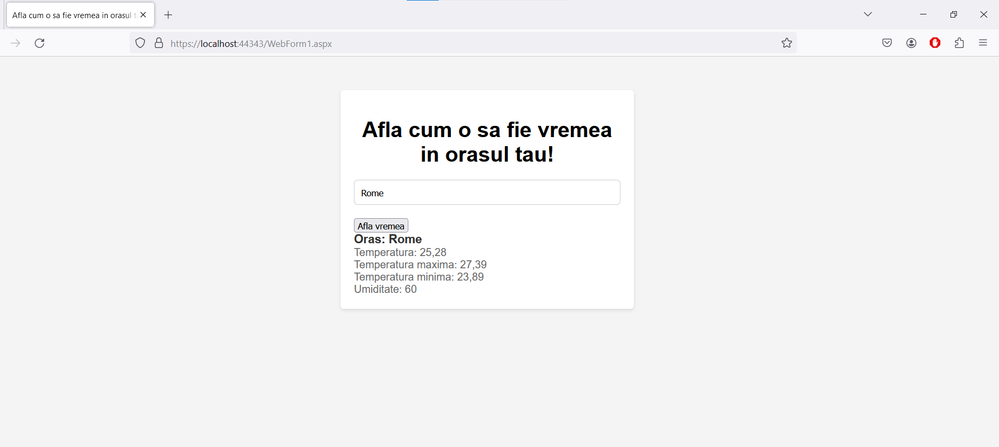 Afla cum o sa fie vremea in orasul
https://localhost:44343/WebForm1.aspx
Afla cum o sa fie vremea
in orasul tau!
Rome
Afla vremea
Oras: Rome
Temperatura: 25,28
Temperatura maxima: 27,39
Temperatura minima: 23,89
Umiditate: 60